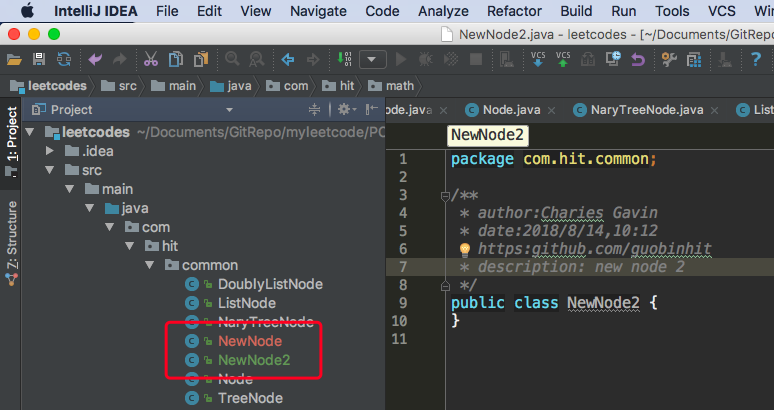 IntelliJ IDEA File Edit View Navigate Code Analyze Refactor Build Run Tools VCS
NewNode2.java - leetcodes - [~/Documents/GitRepo/
leetcodes src main java com hit math
1: Project
Z: Structure
Project
leetcodes ~/Documents/GitRepo/myleetcode/PO
.idea
src
main
java
com
hit
common
DoublyListNode
ListNode
NaryTreeNode
NewNode
NewNode2
Node
TreeNode
ode.java Node.java NaryTreeNode.java List
NewNode2
1 package com.hit.common;
2
3 /**
4 * author:Charies Gavin
5 * date:2018/8/14,10:12
6 https:github.com/guobinhit
7 * description: new node 2
8 */
9 public class NewNode2 {
10 }
11